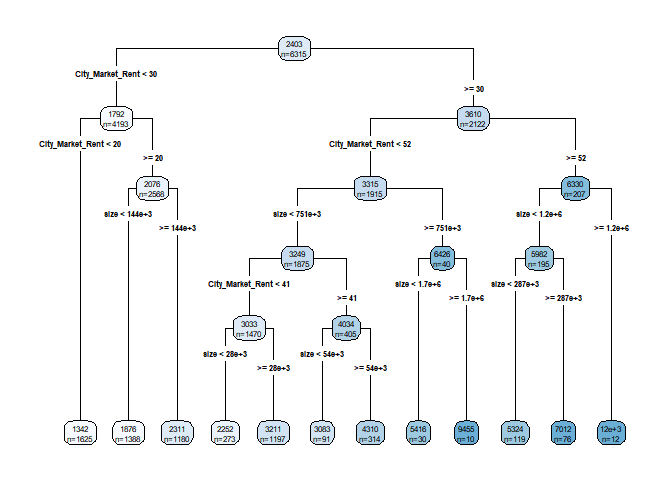 2403
n=6315
City_Market_Rent < 30
>= 30
1792
n=4193
3610
n=2122
City_Market_Rent < 20
>= 20
City_Market_Rent < 52
>= 52
2076
n=2568
3315
n=1915
6330
n=207
size < 144e+3
>= 144e+3
size < 751e+3
>= 751e+3
size < 1.2e+6
>= 1.2e+6
3249
n=1875
6426
n=40
5982
n=195
City_Market_Rent < 41
>= 41
size < 1.7e+6
>= 1.7e+6
size < 287e+3
>= 287e+3
3033
n=1470
4034
n=405
size < 28e+3
>= 28e+3
size < 54e+3
>= 54e+3
1342
n=1625
1876
n=1388
2311
n=1180
2252
n=273
3211
n=1197
3083
n=91
4310
n=314
5416
n=30
9455
n=10
5324
n=119
7012
n=76
12e+3
n=12